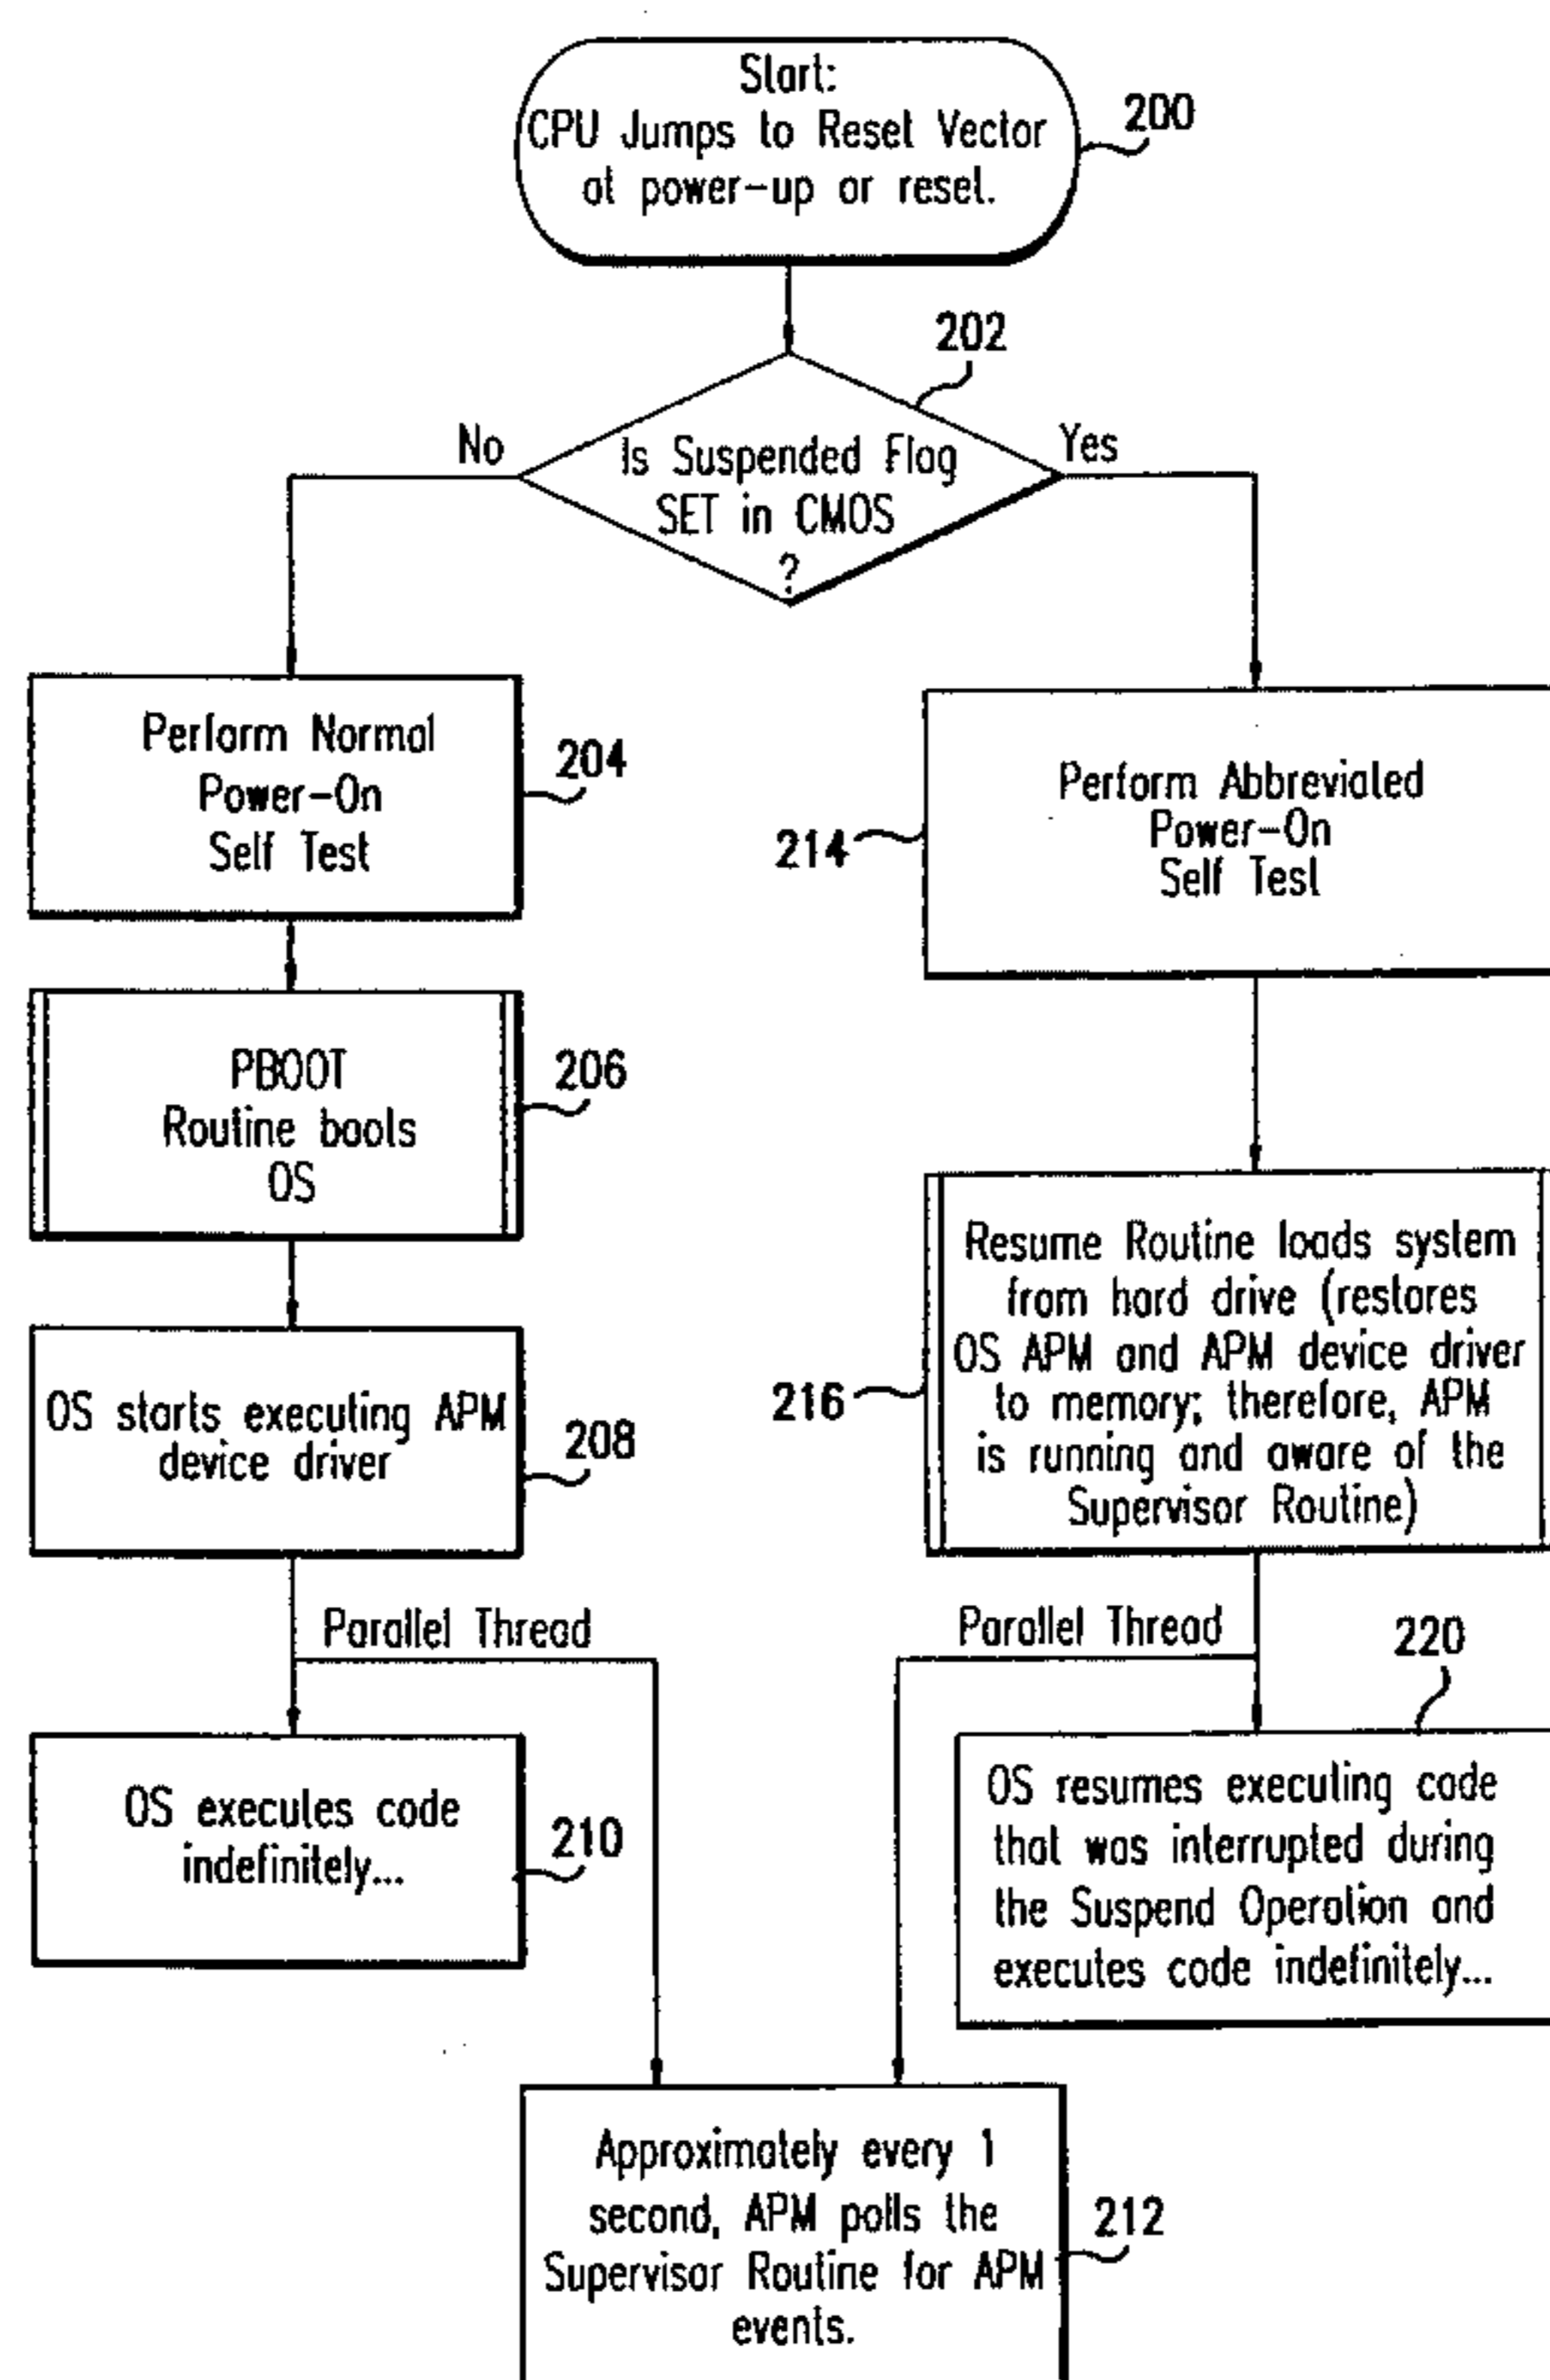 Start:
CPU Jumps to Reset Vector
at power-up or reset.
200
202
No
Is Suspended Flag
SET in CMOS
?
Yes
Perform Normal
Power-On
Self Test
204
Perform Abbreviated
Power-On
Self Test
214
PBOOT
Routine boots
OS
206
Resume Routine loads system
from hard drive (restores
OS APM and APM device driver
to memory; therefore, APM
is running and aware of the
Supervisor Routine)
216
OS starts executing APM
device driver
208
Parallel Thread
Parallel Thread
220
OS executes code
indefinitely...
210
OS resumes executing code
that was interrupted during
the Suspend Operation and
executes code indefinitely...
Approximately every 1
second, APM polls the
Supervisor Routine for APM
events.
212